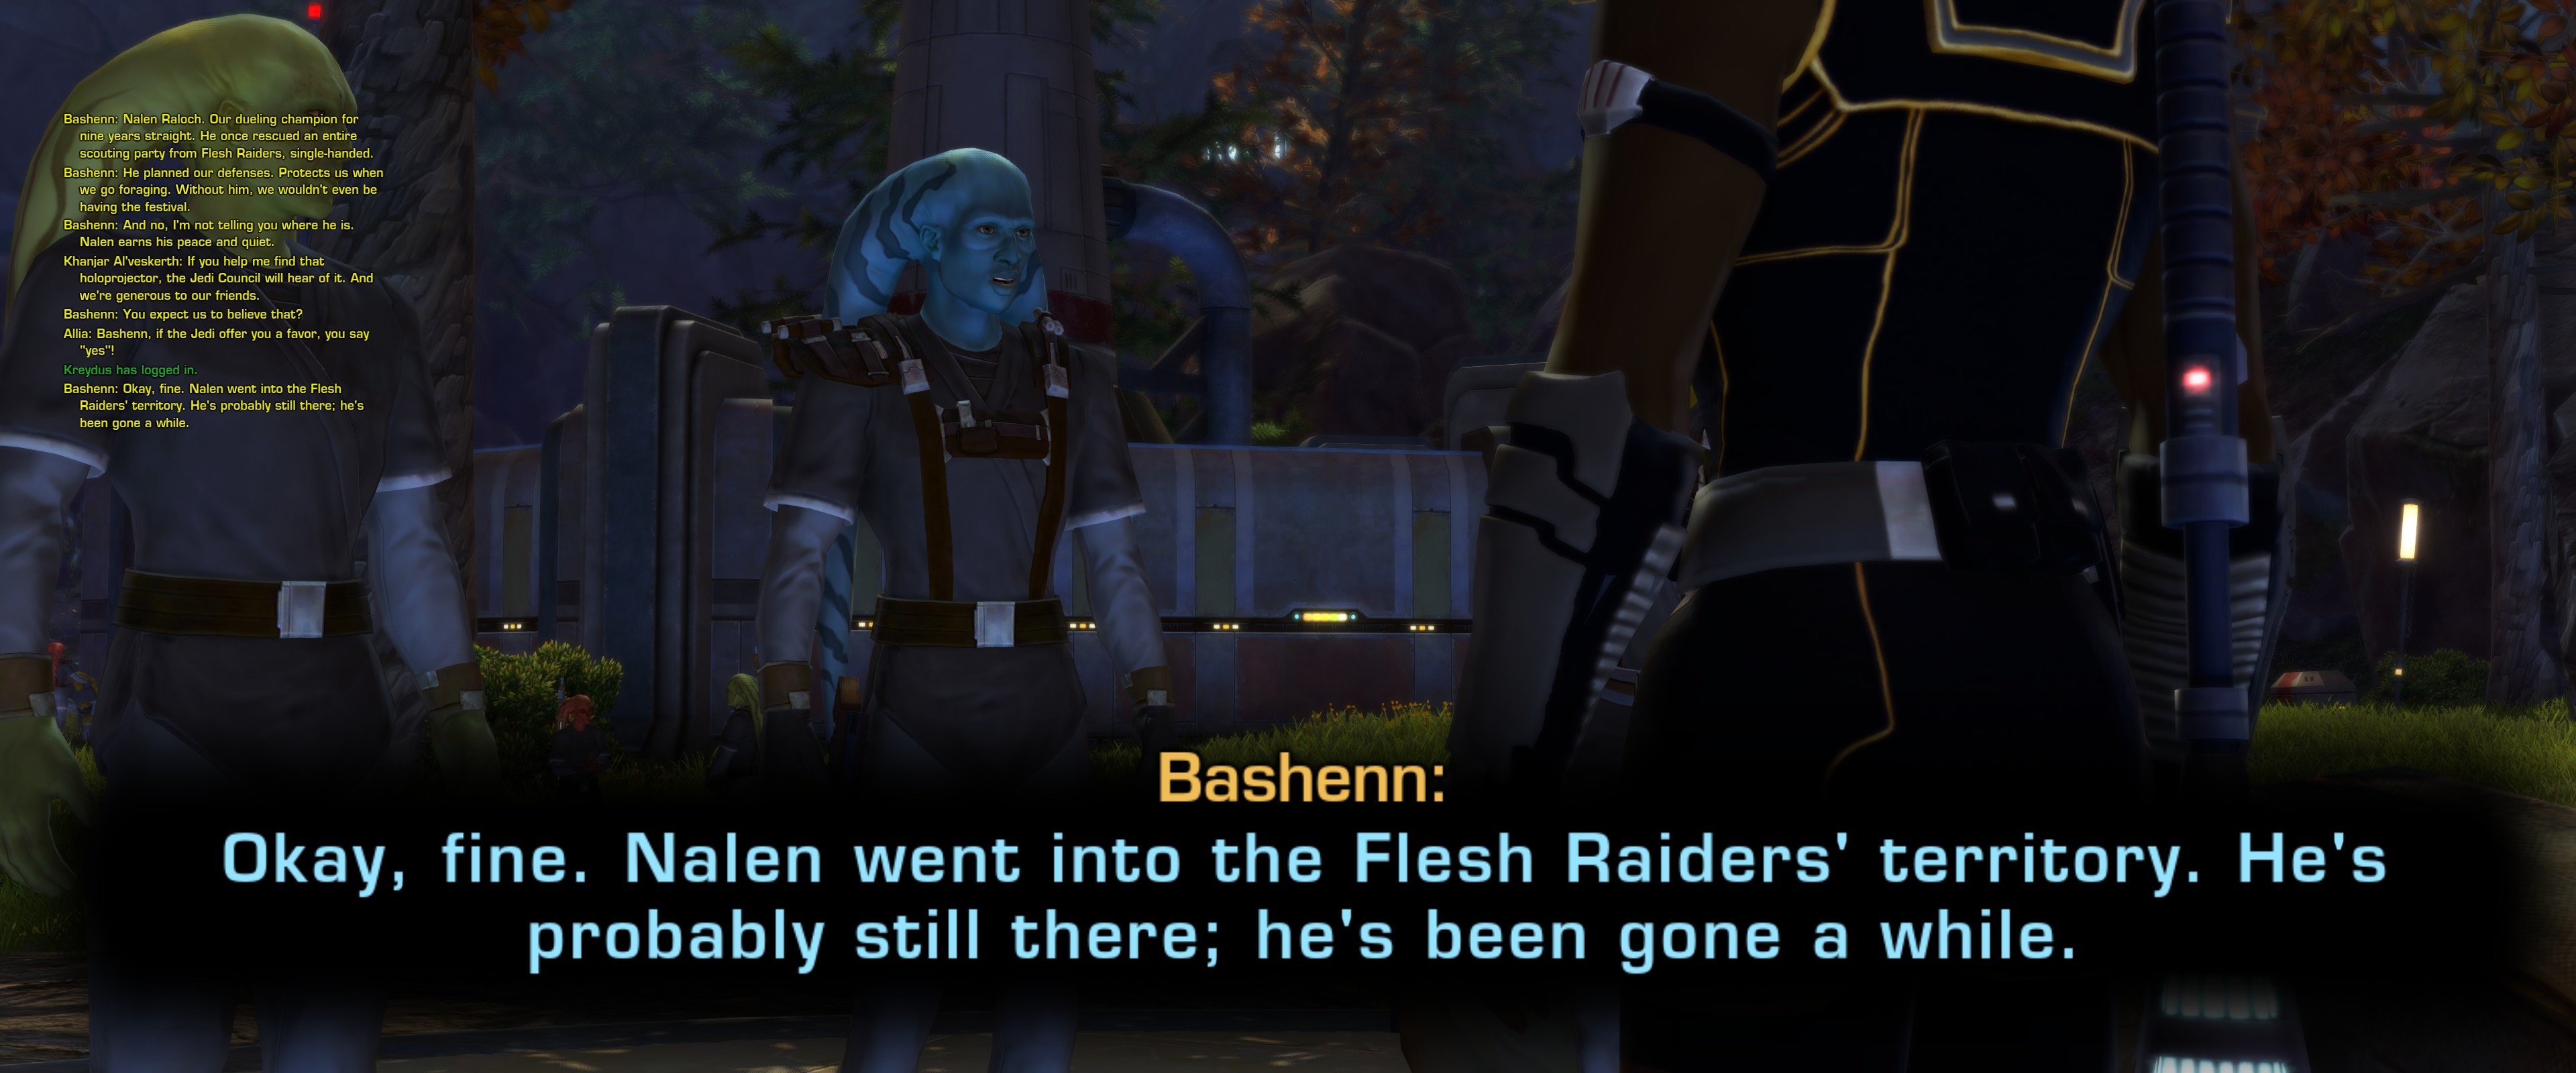 Bashenn: Nalen Raloch. Our dueling champion for
nine years straight. He once rescued an entire
scouting party from Flesh Raiders, single-handed.
Bashenn: He planned our defenses. Protects us when
we go foraging. Without him, we wouldn't even be
having the festival.
Bashenn: And no, I'm not telling you where he is.
Nalen earns his peace and quiet.
Khanjar Al'veskerth: If you help me find that
holoprojector, the Jedi Council will hear of it. And
we're generous to our friends.
Bashenn: You expect us to believe that?
Allia: Bashenn, if the Jedi offer you a favor, you say
"yes"!
Kreydus has logged in.
Bashenn: Okay, fine. Nalen went into the Flesh
Raiders' territory. He's probably still there; he's
been gone a while.
Bashenn:
Okay, fine. Nalen went into the Flesh Raiders' territory. He's
probably still there; he's been gone a while.